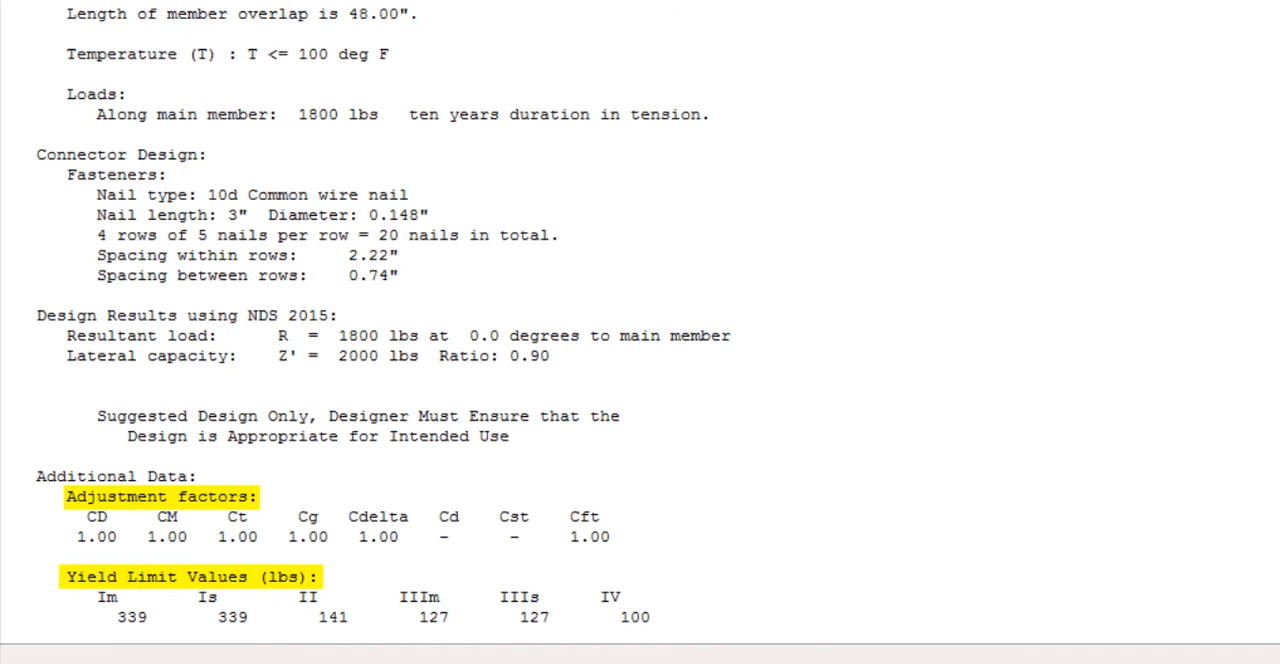 Length of member overlap is 48.00".
Temperature (T) : T <= 100 deg F
Loads:
Along main member: 1800 lbs ten years duration in tension.
Connector Design:
Fasteners:
Nail type: 10d Common wire nail
Nail length: 3" Diameter: 0.148"
4 rows of 5 nails per row = 20 nails in total.
Spacing within rows: 2.22"
Spacing between rows: 0.74"
Design Results using NDS 2015:
Resultant load: R = 1800 lbs at 0.0 degrees to main member
Lateral capacity: Z' = 2000 lbs Ratio: 0.90
Suggested Design Only, Designer Must Ensure that the
Design is Appropriate for Intended Use
Additional Data:
Adjustment factors:
CD CM Ct Cg Cdelta Cd Cst Cft
1.00 1.00 1.00 1.00 1.00 - - 1.00
Yield Limit Values (lbs):
Im Is II IIIm IIIs IV
339 339 141 127 127 100